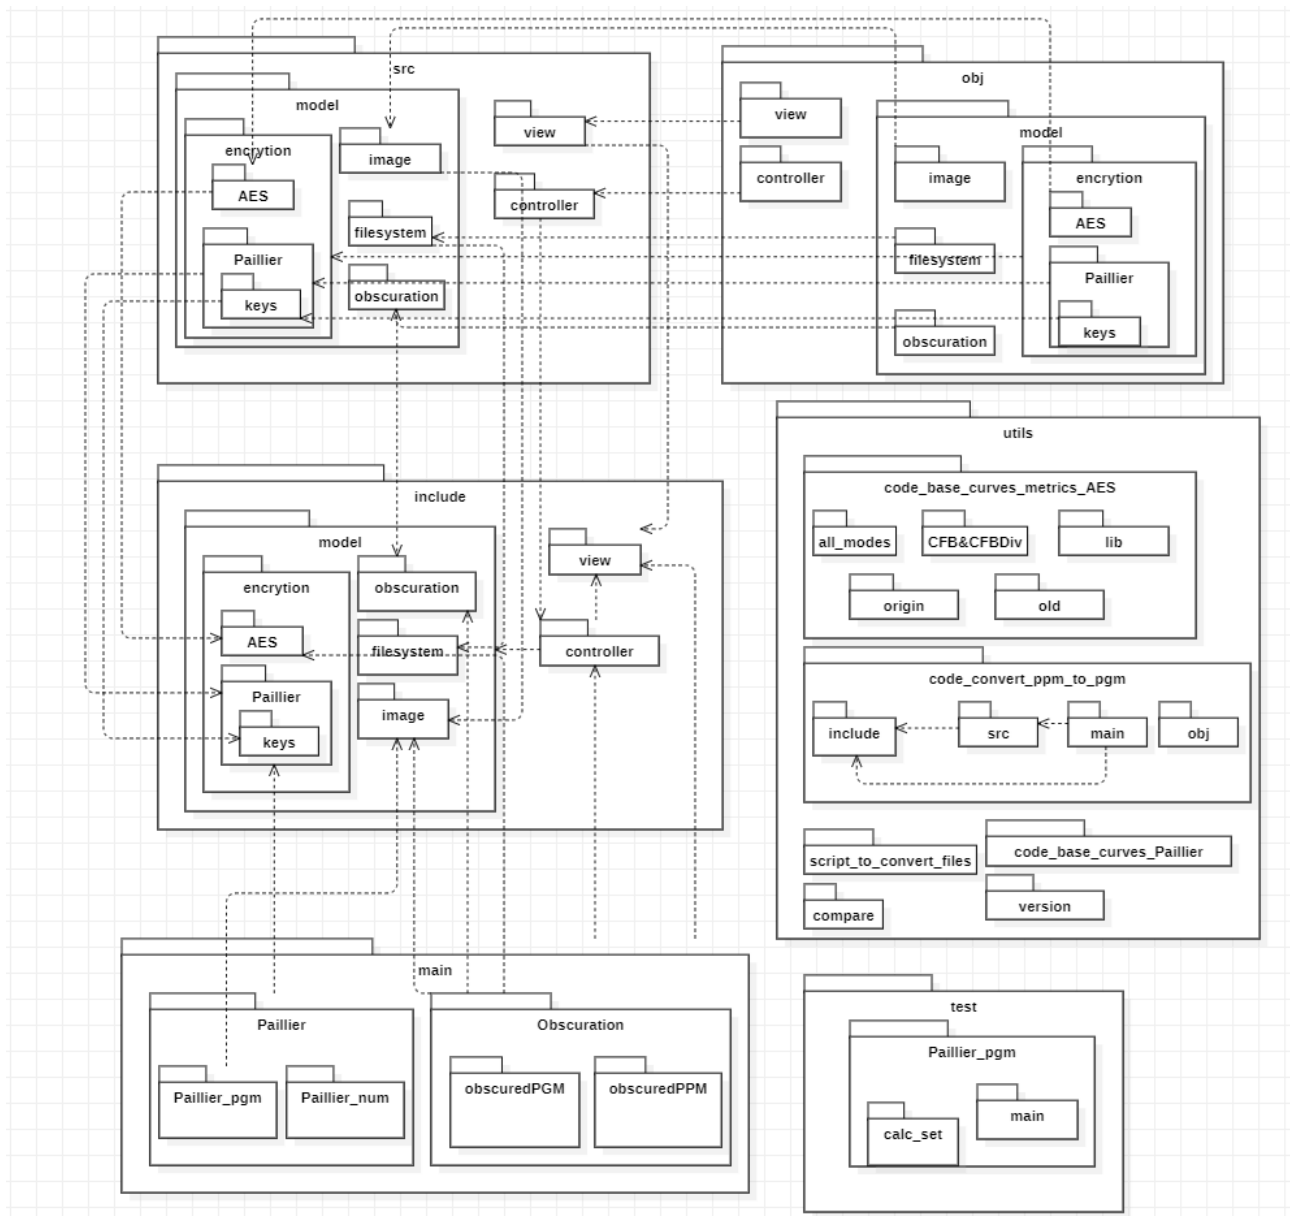 src
model
encrytion
AES
Paillier
keys
image
filesystem
obscuration
view
controller
obj
view
controller
model
image
filesystem
obscuration
encrytion
AES
Paillier
keys
include
model
encrytion
AES
Paillier
keys
obscuration
filesystem
image
view
controller
utils
code_base_curves_metrics_AES
all_modes
CFB&CFBDiv
lib
origin
old
code_convert_ppm_to_pgm
include
src
main
obj
script_to_convert_files
code_base_curves_Paillier
compare
version
main
Paillier
Paillier_pgm
Paillier_num
Obscuration
obscuredPGM
obscuredPPM
test
Paillier_pgm
calc_set
main